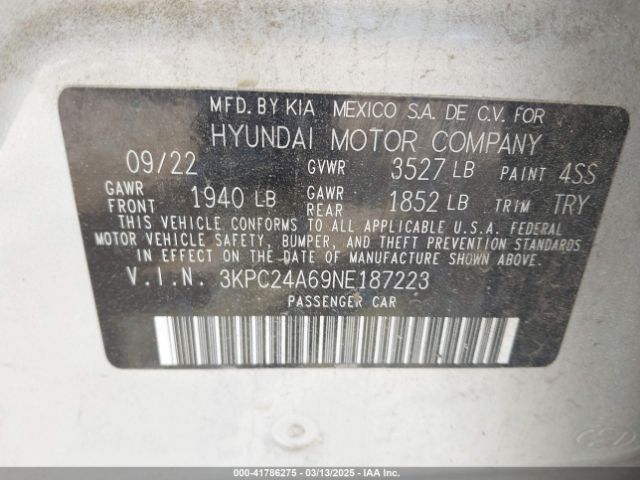 MFD. BY KIA MEXICO S.A. DE C.V. FOR
HYUNDAI MOTOR COMPANY
09/22 GVWR 3527 LB PAINT 4SS
GAWR FRONT 1940 LB GAWR REAR 1852 LB TRIM TRY
THIS VEHICLE CONFORMS TO ALL APPLICABLE U.S.A. FEDERAL
MOTOR VEHICLE SAFETY, BUMPER, AND THEFT PREVENTION STANDARDS
IN EFFECT ON THE DATE OF MANUFACTURE SHOWN ABOVE.
V.I.N. 3KPC24A69NE187223
PASSENGER CAR
000-41786275 - 03/13/2025 - IAA Inc.